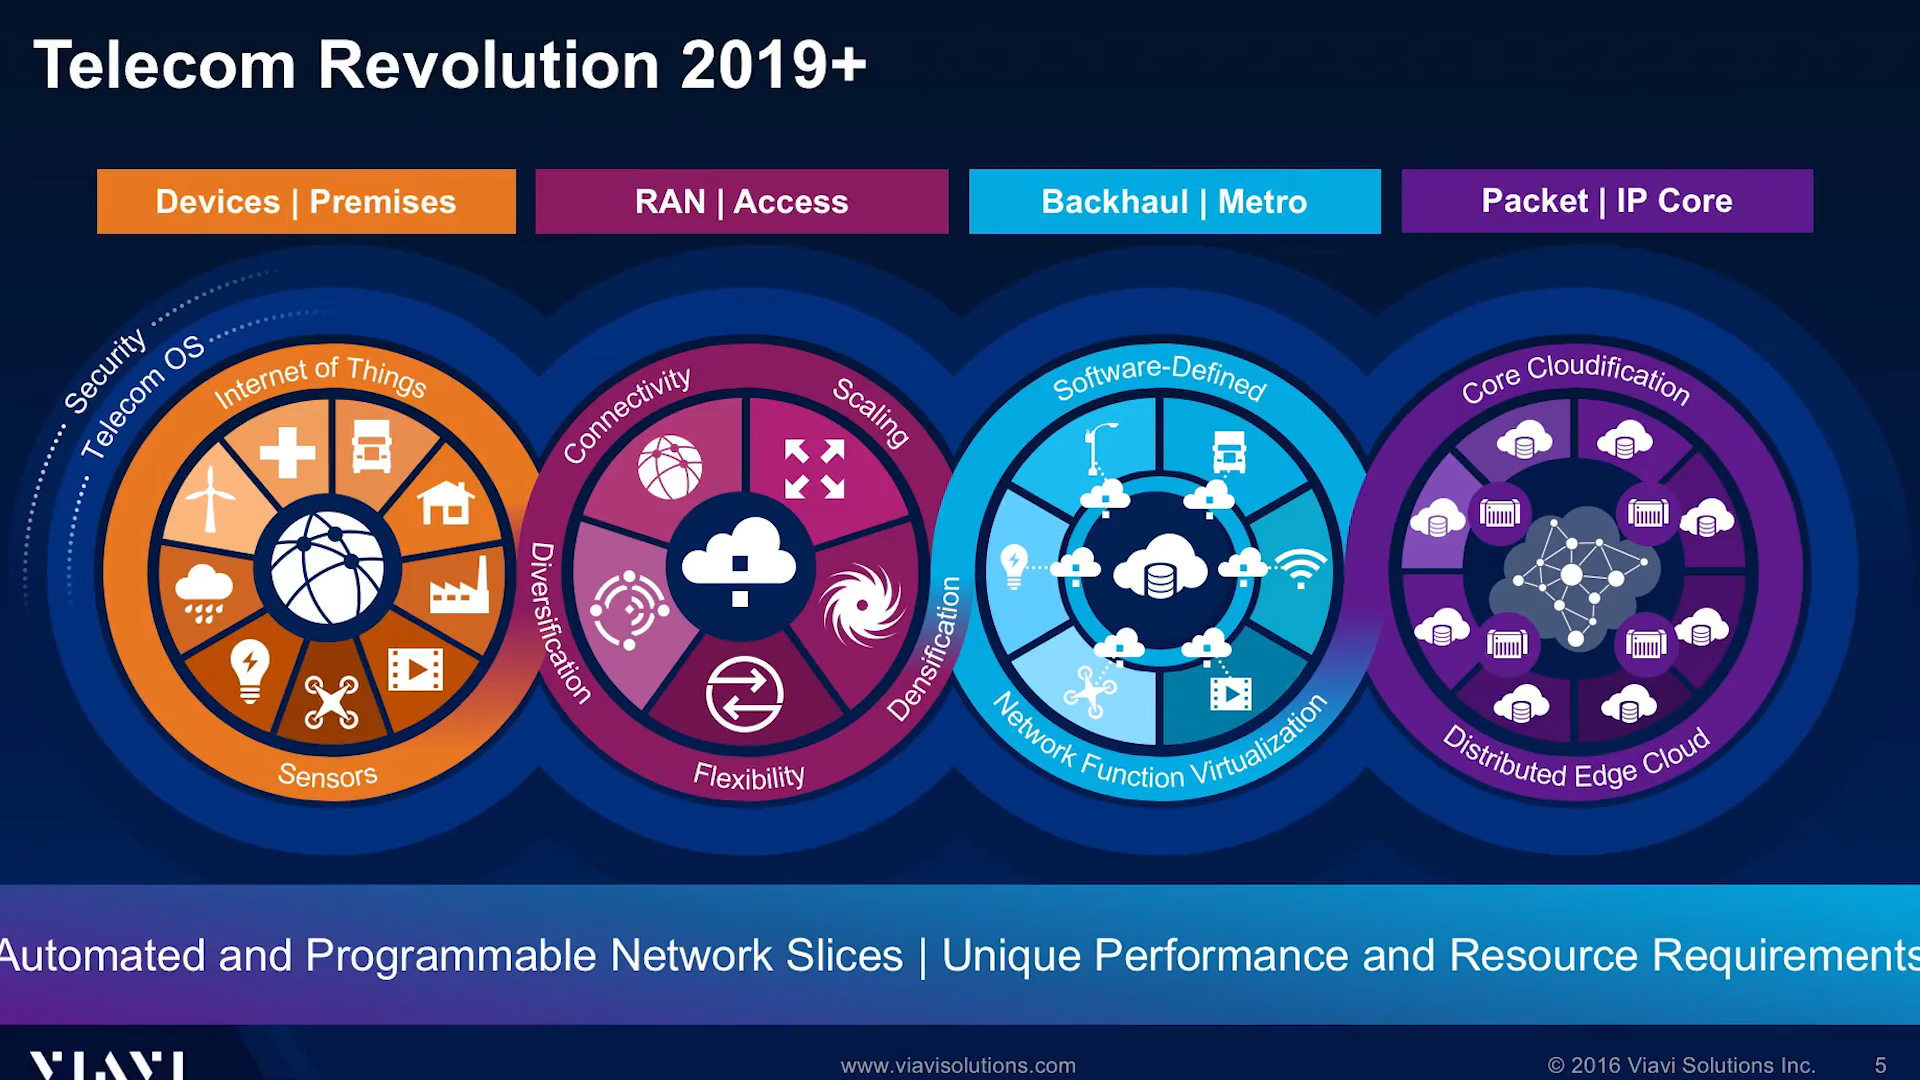 Telecom Revolution 2019+
Devices | Premises
RAN | Access
Backhaul | Metro
Packet | IP Core
Security
Telecom OS
Internet of Things
Sensors
Connectivity
Scaling
Diversification
Densification
Flexibility
Software-Defined
Network Function Virtualization
Core Cloudification
Distributed Edge Cloud
Automated and Programmable Network Slices | Unique Performance and Resource Requirements
VIAVI
www.viavisolutions.com
© 2016 Viavi Solutions Inc.
5